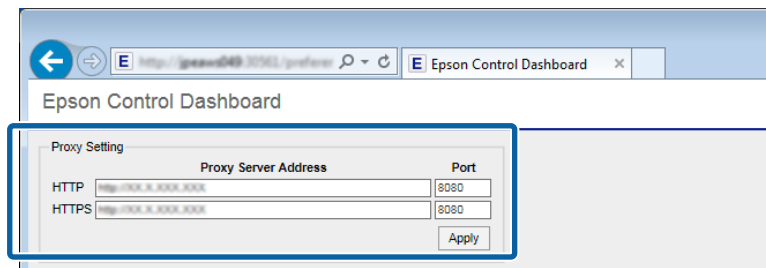 E Epson Control Dashboard ×
Epson Control Dashboard
Proxy Setting
Proxy Server Address Port
HTTP 8080
HTTPS 8080
Apply